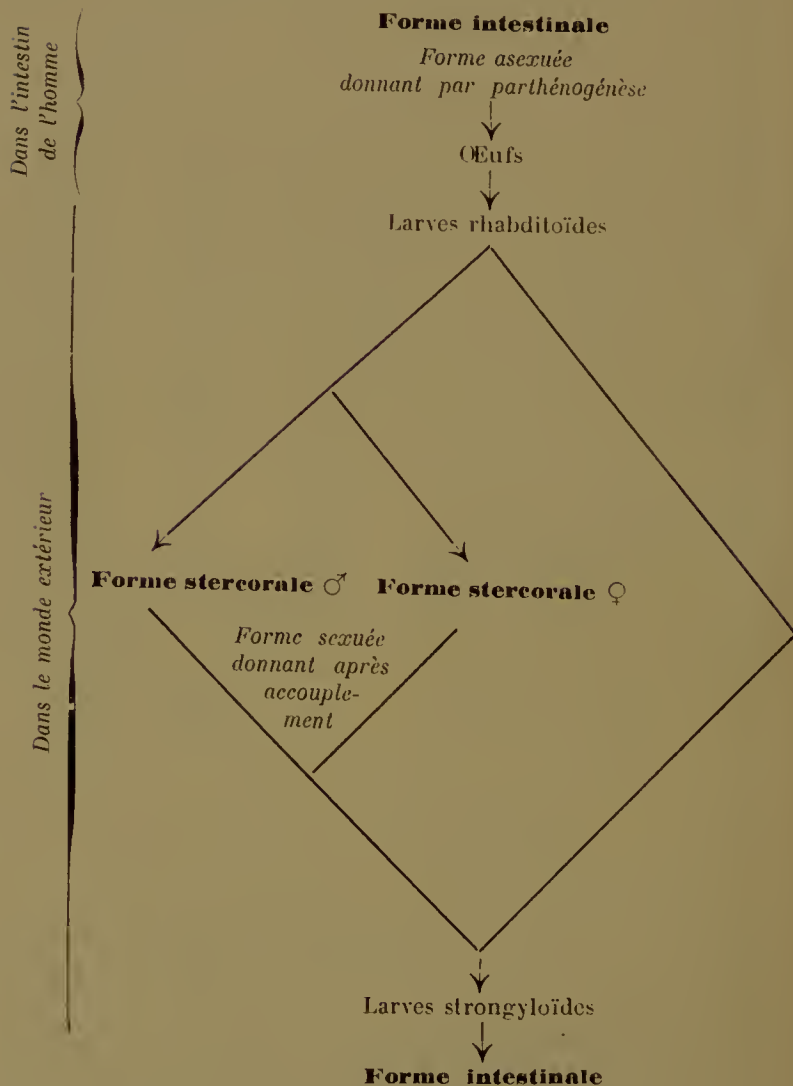 Forme intestinale
Forme asexuée
donnant par parthénogénèse
Dans l'intestin
de l'homme
Œufs
Larves rhabditoïdes
Dans le monde extérieur
Forme stercorale ♂
Forme stercorale ♀
Forme sexuée
donnant après
accouple-
ment
Larves strongyloïdes
Forme intestinale